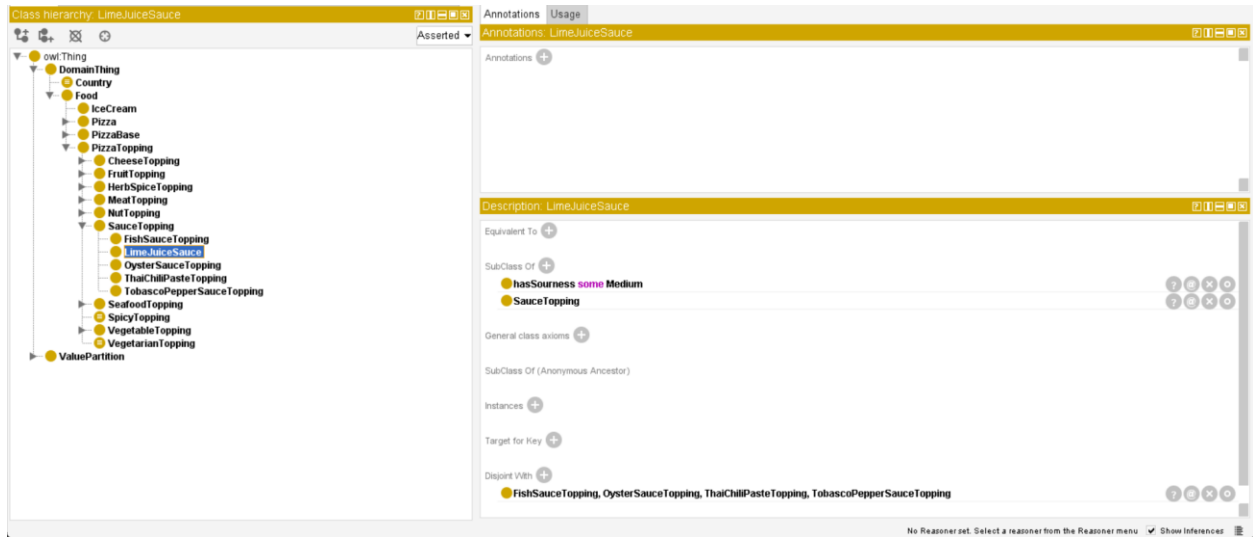 Class hierarchy: LimeJuiceSauce
Asserted
owl:Thing
DomainThing
Country
Food
IceCream
Pizza
PizzaBase
PizzaTopping
CheeseTopping
FruitTopping
HerbSpiceTopping
MeatTopping
NutTopping
SauceTopping
FishSauceTopping
LimeJuiceSauce
OysterSauceTopping
ThaiChiliPasteTopping
TobascoPepperSauceTopping
SeafoodTopping
SpicyTopping
VegetableTopping
VegetarianTopping
ValuePartition
Annotations Usage
Annotations: LimeJuiceSauce
Annotations
Description: LimeJuiceSauce
Equivalent To
SubClass Of
hasSourness some Medium
SauceTopping
General class axioms
SubClass Of (Anonymous Ancestor)
Instances
Target for Key
Disjoint With
FishSauceTopping, OysterSauceTopping, ThaiChiliPasteTopping, TobascoPepperSauceTopping
No Reasoner set. Select a reasoner from the Reasoner menu Show Inferences